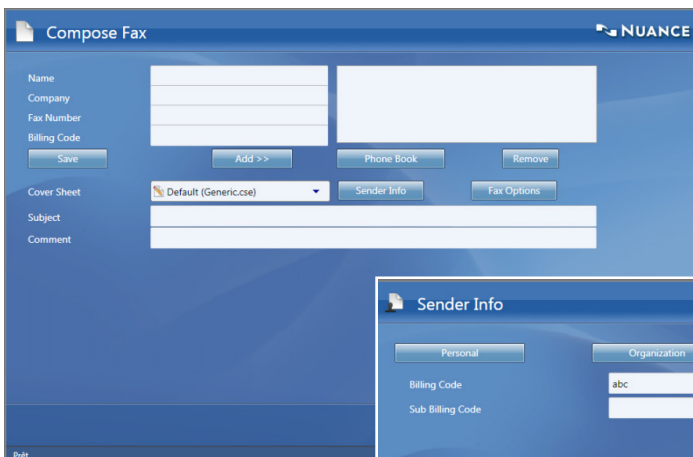 Compose Fax
NUANCE
Name
Company
Fax Number
Billing Code
Save Add >> Phone Book Remove
Cover Sheet Default (Generic.cse) Sender Info Fax Options
Subject
Comment
Sender Info
Personal Organization
Billing Code abc
Sub Billing Code
Prêt